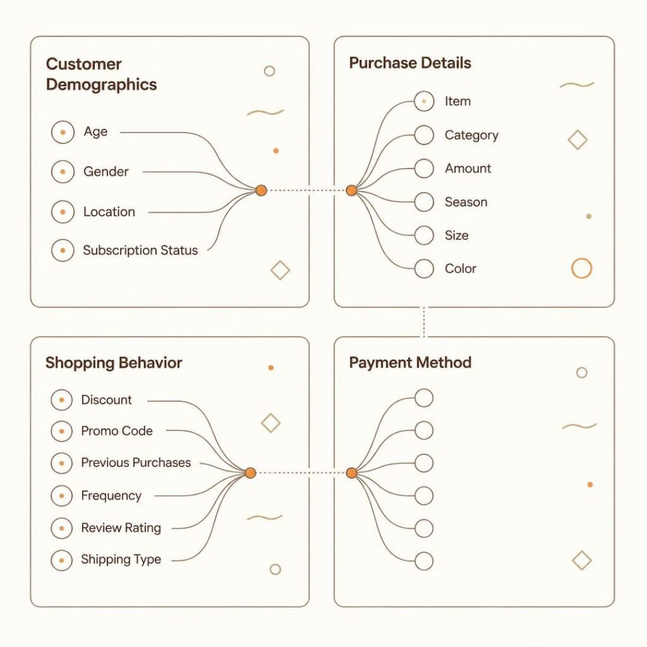 Customer
Demographics
Age
Gender
Location
Subscription Status
Purchase Details
Item
Category
Amount
Season
Size
Color
Shopping Behavior
Discount
Promo Code
Previous Purchases
Frequency
Review Rating
Shipping Type
Payment Method